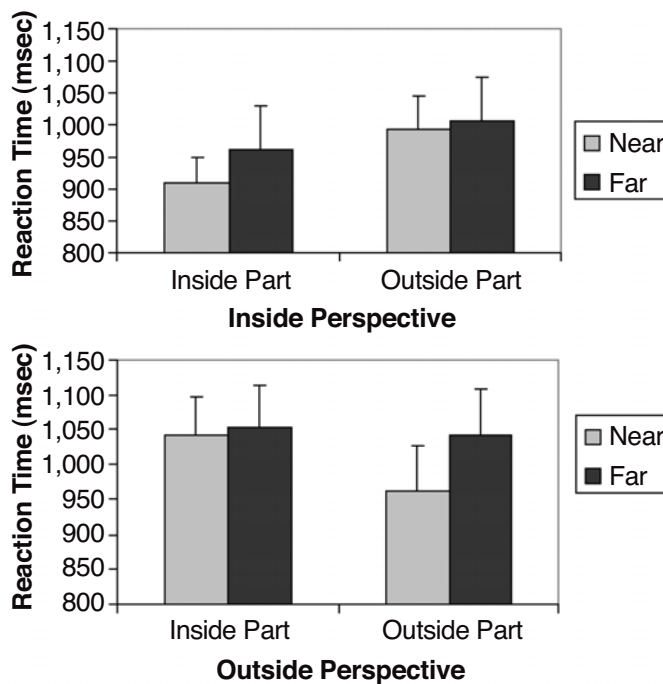 Reaction Time (msec)
1,150
1,100
1,050
1,000
950
900
850
800
Inside Part
Outside Part
Inside Perspective
Near
Far
Reaction Time (msec)
1,150
1,100
1,050
1,000
950
900
850
800
Inside Part
Outside Part
Outside Perspective
Near
Far